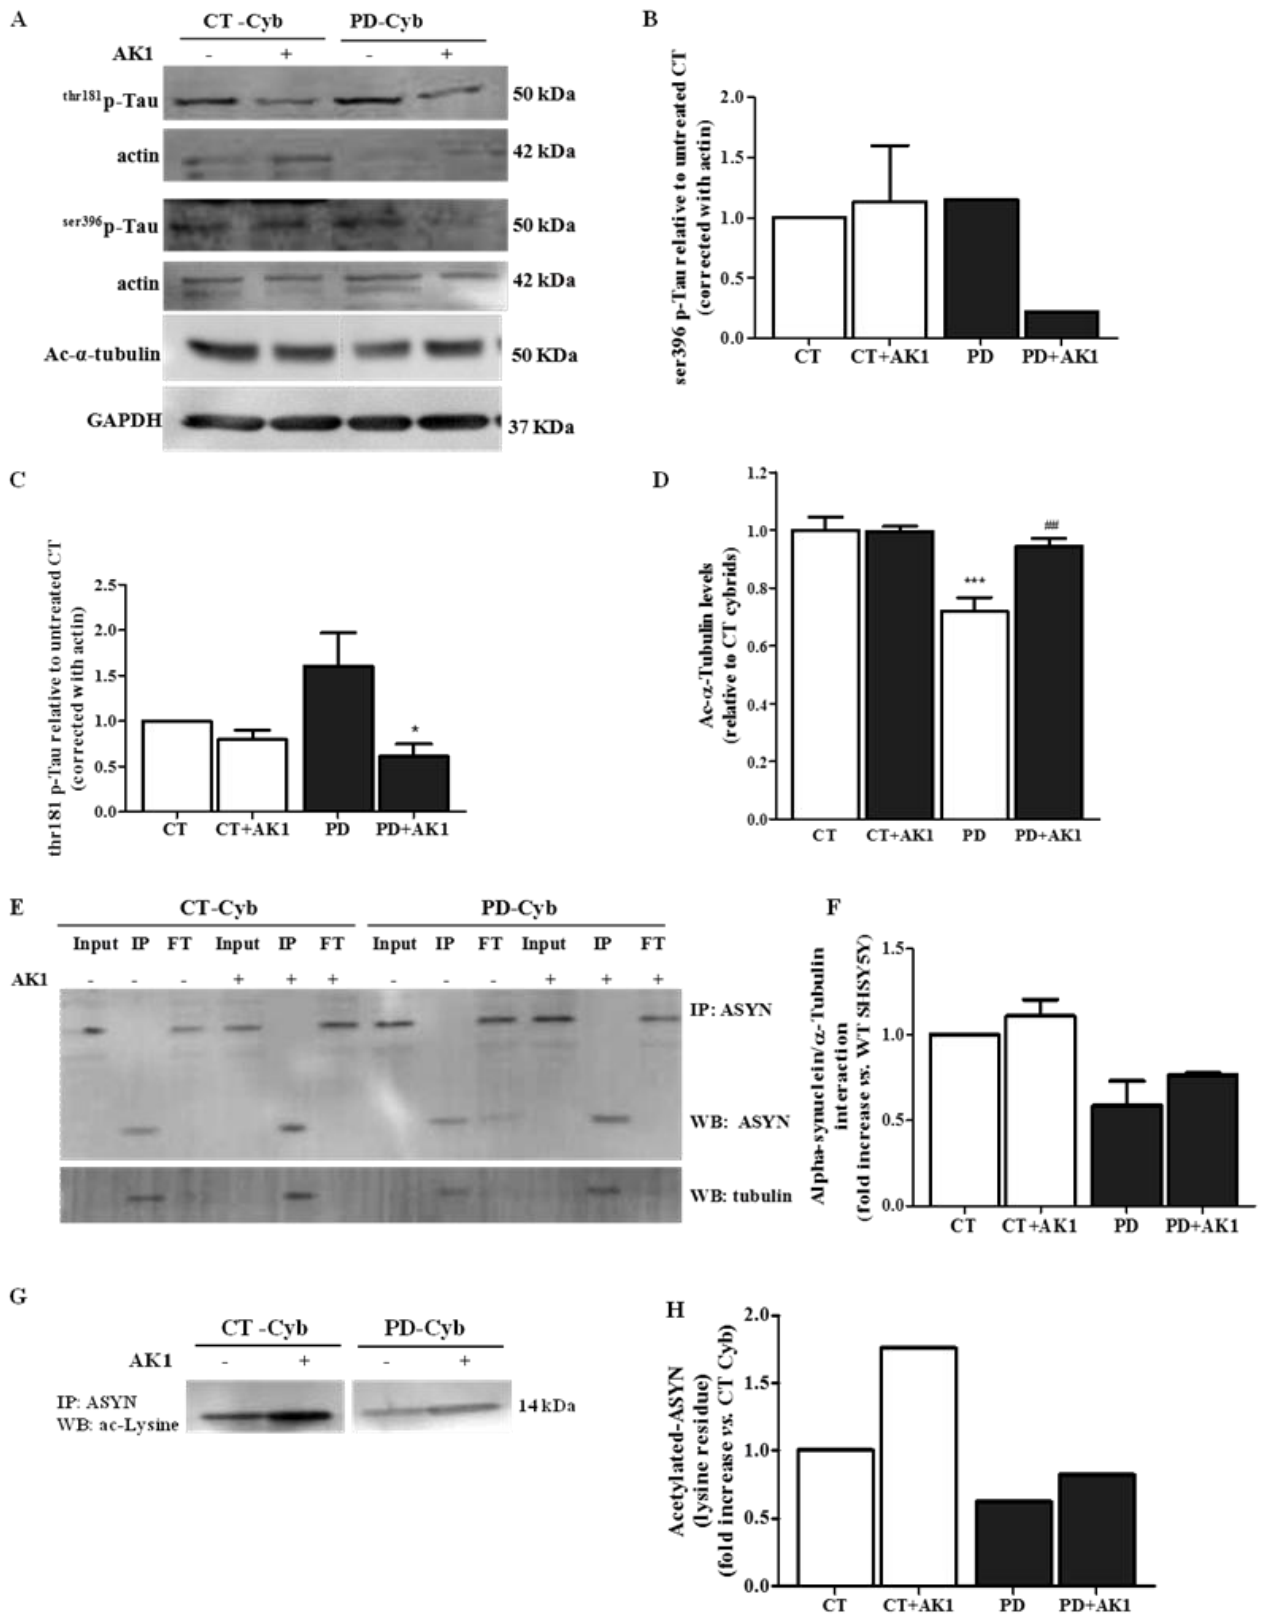 A
CT -Cyb PD-Cyb
AK1 - + - +
thr181p-Tau 50 kDa
actin 42 kDa
ser396p-Tau 50 kDa
actin 42 kDa
Ac-α-tubulin 50 KDa
GAPDH 37 KDa
B
ser396 p-Tau relative to untreated CT
(corrected with actin)
2.0
1.5
1.0
0.5
0.0
CT CT+AK1 PD PD+AK1
C
thr181 p-Tau relative to untreated CT
(corrected with actin)
2.5
2.0
1.5
1.0
0.5
0.0
*
CT CT+AK1 PD PD+AK1
D
Ac-α-Tubulin levels
(relative to CT cybrids)
1.2
1.0
0.8
0.6
0.4
0.2
0.0
***
##
CT CT+AK1 PD PD+AK1
E
CT-Cyb PD-Cyb
Input IP FT Input IP FT Input IP FT Input IP FT
AK1 - - - + + + - - - + + +
IP: ASYN
WB: ASYN
WB: tubulin
F
Alpha-synuclein/α-Tubulin
interaction
(fold increase vs. WT SHSY5Y)
1.5
1.0
0.5
0.0
CT CT+AK1 PD PD+AK1
G
CT -Cyb PD-Cyb
AK1 - + - +
IP: ASYN
WB: ac-Lysine
14 kDa
H
Acetylated-ASYN
(lysine residue)
(fold increase vs. CT Cyb)
2.0
1.5
1.0
0.5
0.0
CT CT+AK1 PD PD+AK1